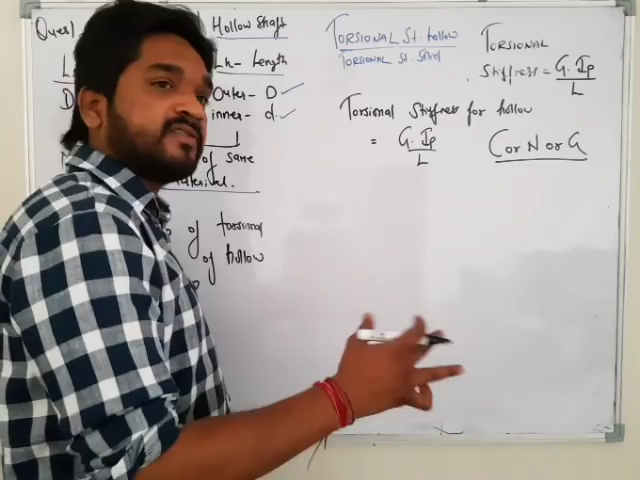 Ques) Hollow shaft
Lh - Length
Outer - D
inner - d
of same
material.
of torsional
of hollow
TORSIONAL St. hollow
TORSIONAL St. solid
TORSIONAL
Stiffness = G. Ip
L
Torsional Stiffness for hollow
= G. Ip
L
C or N or G